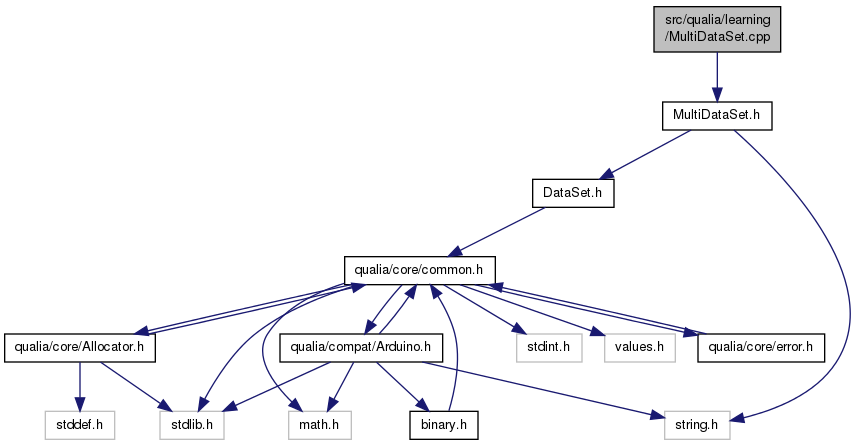 src/qualia/learning
/MultiDataSet.cpp
MultiDataSet.h
DataSet.h
qualia/core/common.h
qualia/core/Allocator.h
qualia/compat/Arduino.h
stdint.h
values.h
qualia/core/error.h
stddef.h
stdlib.h
math.h
binary.h
string.h